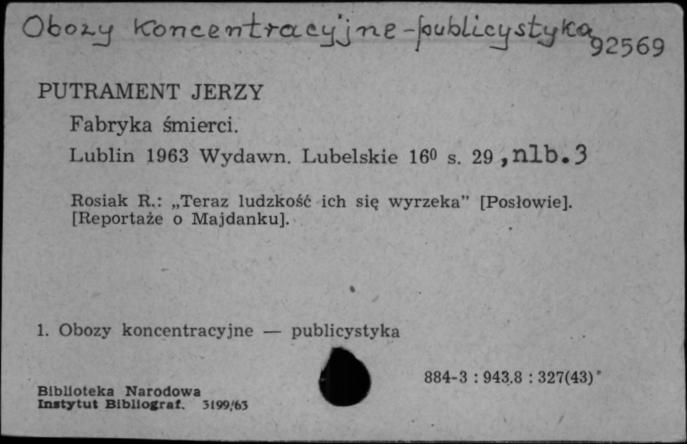 Obozy koncentracyjne - publicystyka
92569
PUTRAMENT JERZY
Fabryka śmierci.
Lublin 1963 Wydawn. Lubelskie 16⁰ s. 29, nlb. 3
Rosiak R.: „Teraz ludzkość ich się wyrzeka” [Posłowie].
[Reportaże o Majdanku].
1. Obozy koncentracyjne — publicystyka
884-3 : 943.8 : 327(43)
Biblioteka Narodowa
Instytut Bibliograf. 3199/63